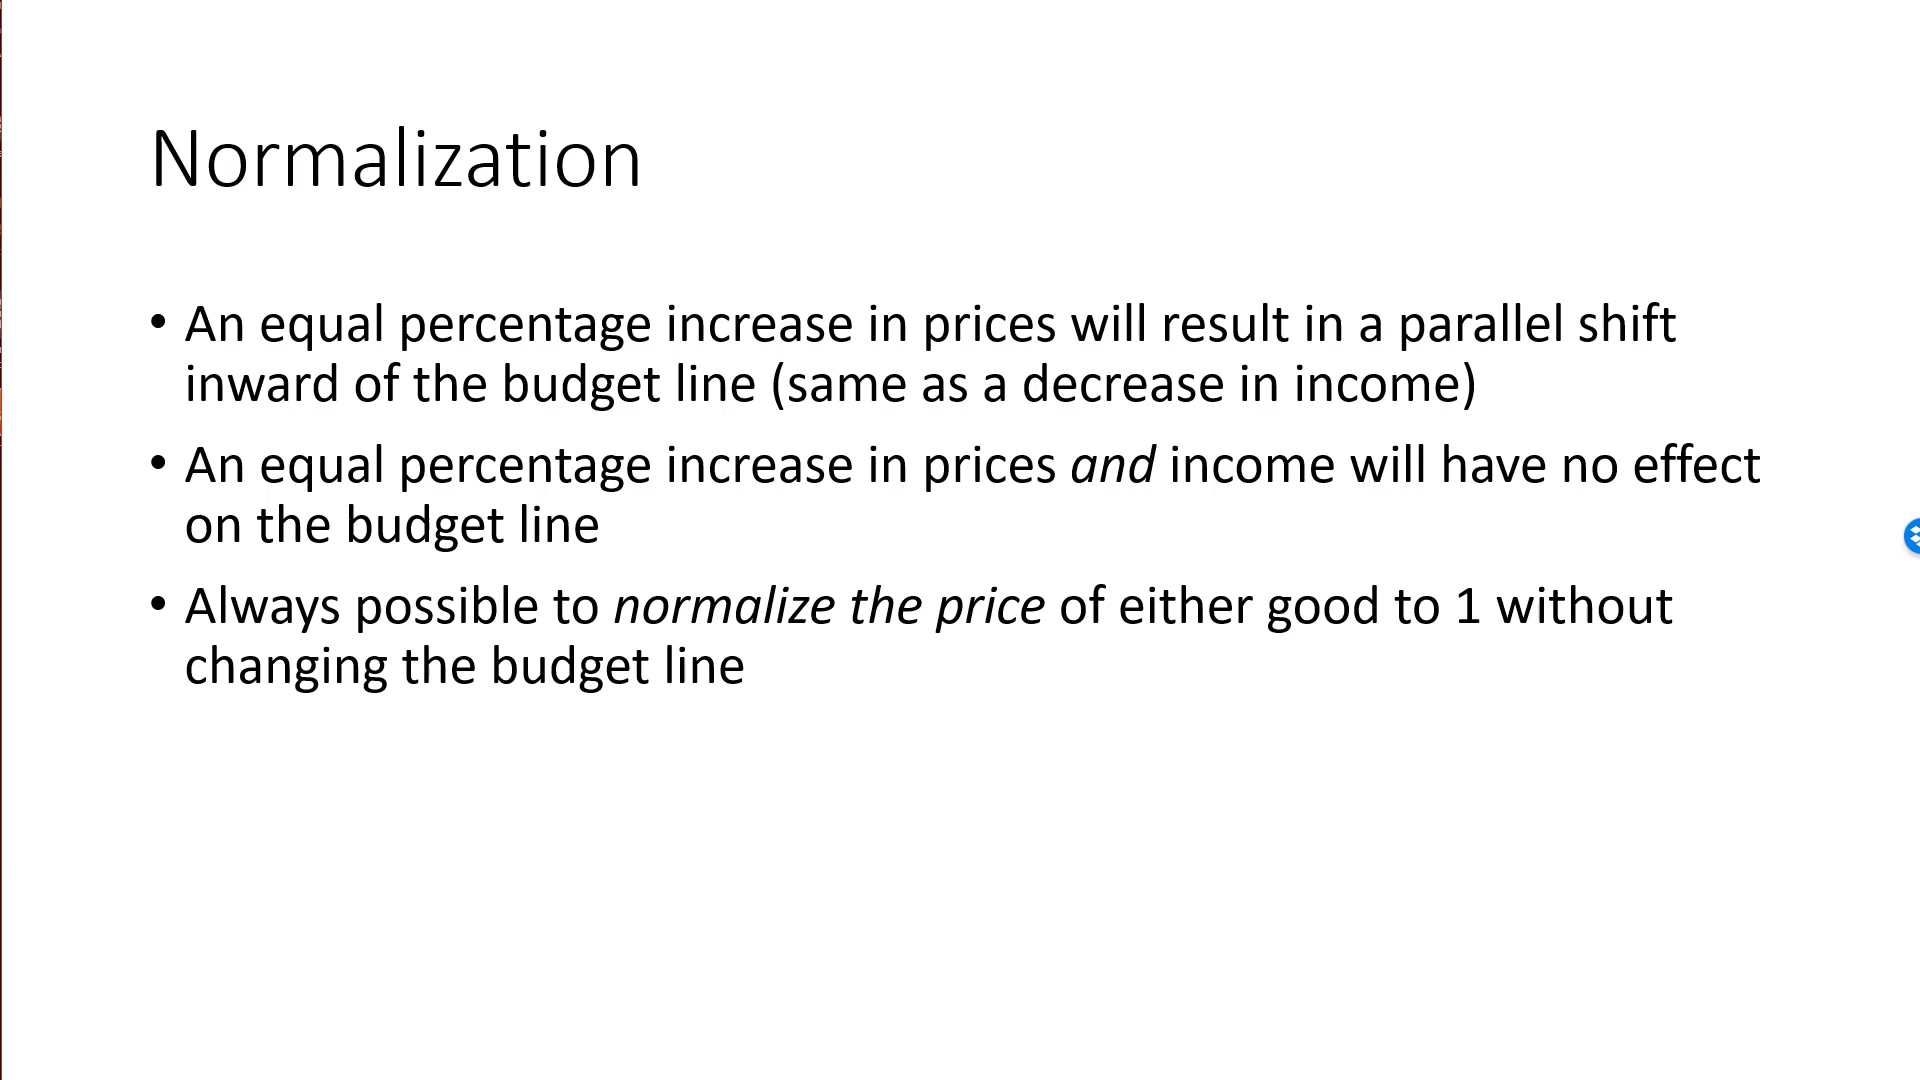 Normalization
• An equal percentage increase in prices will result in a parallel shift
inward of the budget line (same as a decrease in income)
• An equal percentage increase in prices and income will have no effect
on the budget line
• Always possible to normalize the price of either good to 1 without
changing the budget line